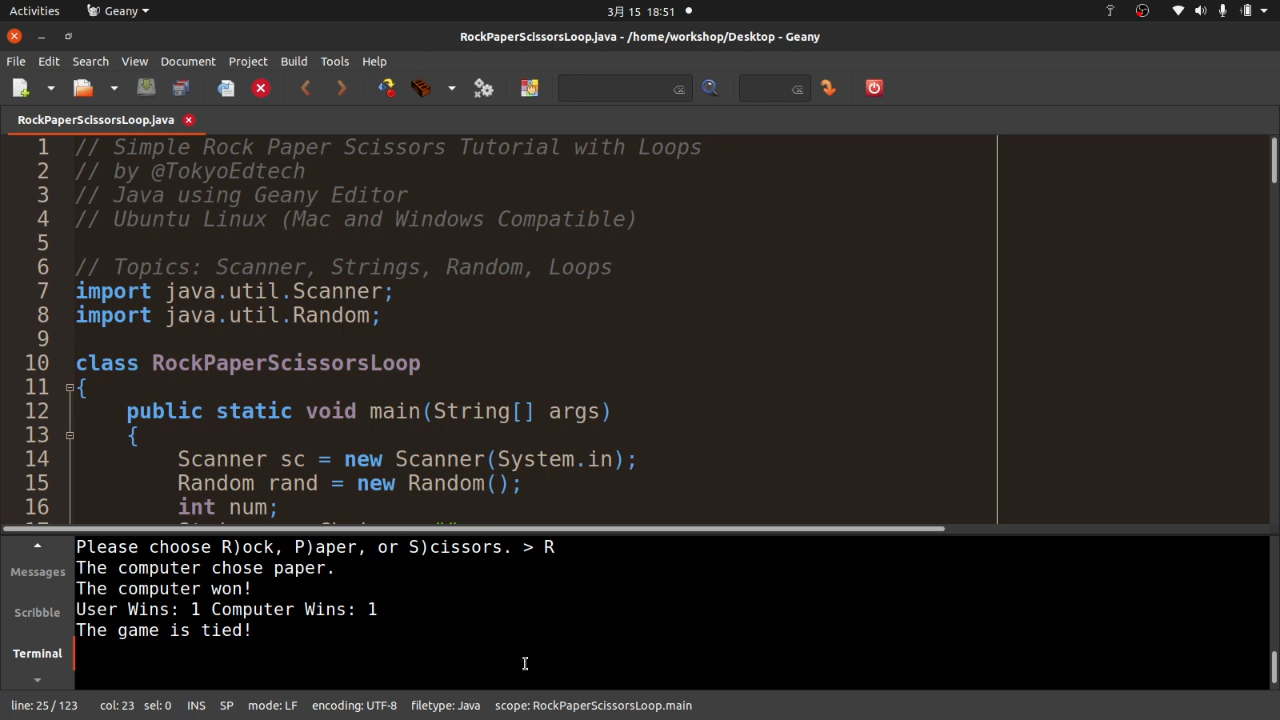 Activities Geany 3月 15 18:51
RockPaperScissorsLoop.java - /home/workshop/Desktop - Geany
File Edit Search View Document Project Build Tools Help
RockPaperScissorsLoop.java
1 // Simple Rock Paper Scissors Tutorial with Loops
2 // by @TokyoEdtech
3 // Java using Geany Editor
4 // Ubuntu Linux (Mac and Windows Compatible)
5
6 // Topics: Scanner, Strings, Random, Loops
7 import java.util.Scanner;
8 import java.util.Random;
9
10 class RockPaperScissorsLoop
11 {
12 public static void main(String[] args)
13 {
14 Scanner sc = new Scanner(System.in);
15 Random rand = new Random();
16 int num;
Please choose R)ock, P)aper, or S)cissors. > R
Messages
The computer chose paper.
The computer won!
Scribble
User Wins: 1 Computer Wins: 1
The game is tied!
Terminal
line: 25 / 123 col: 23 sel: 0 INS SP mode: LF encoding: UTF-8 filetype: Java scope: RockPaperScissorsLoop.main